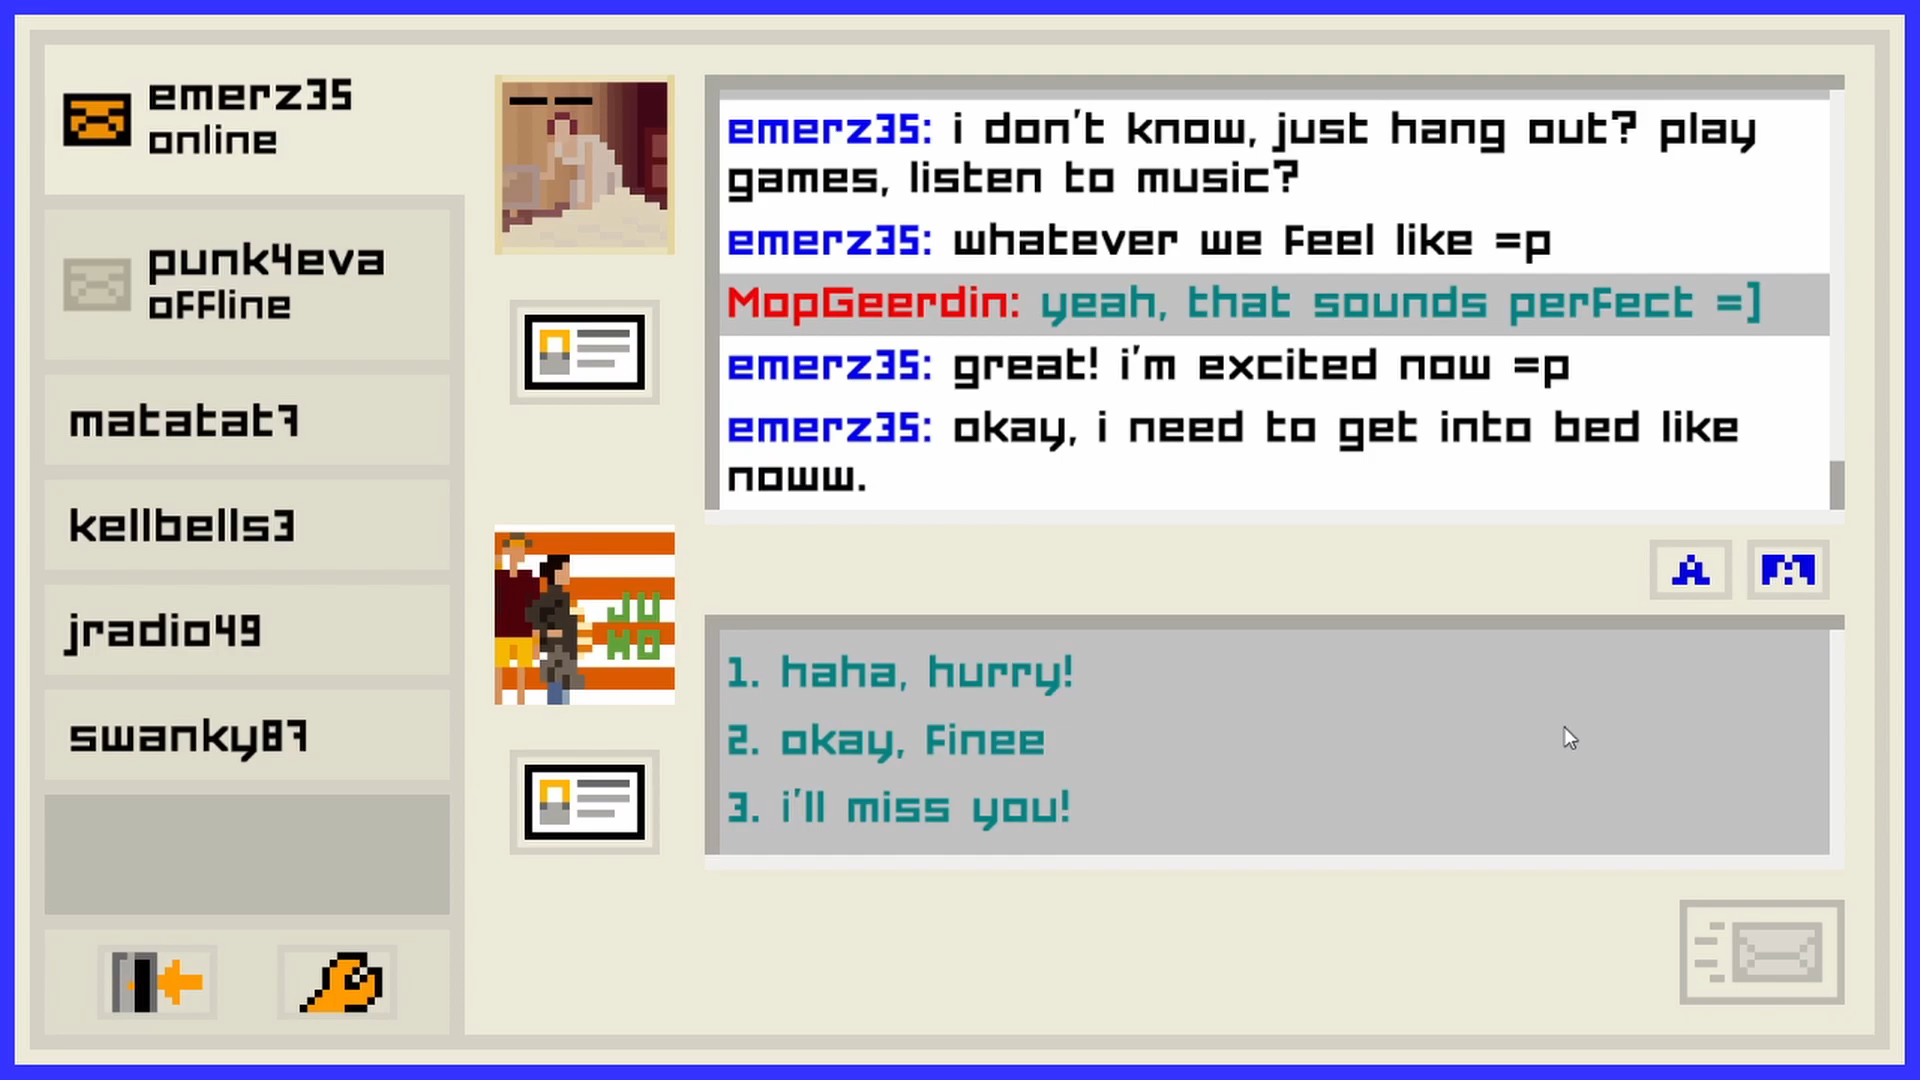 emerz35
online
punk4eva
offline
matatat7
kellbells3
jradio49
swanky87
emerz35: i don't know, just hang out? play
games, listen to music?
emerz35: whatever we feel like =p
MopGeerdin: yeah, that sounds perfect =]
emerz35: great! i'm excited now =p
emerz35: okay, i need to get into bed like
noww.
JU
NO
A
1. haha, hurry!
2. okay, finee
3. i'll miss you!